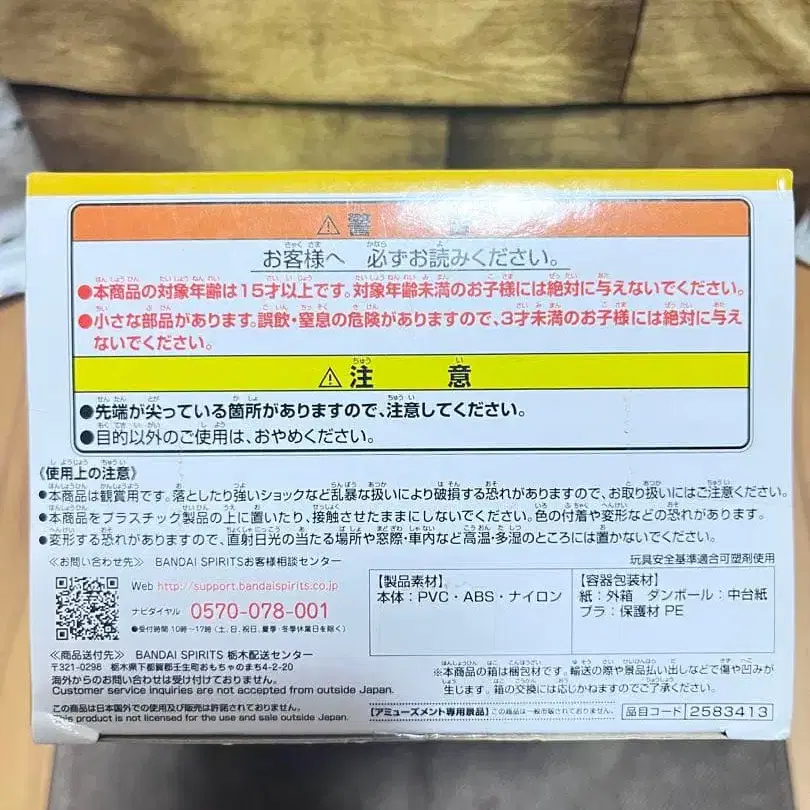 ⚠警 告
お客様へ 必ずお読みください。
●本商品の対象年齢は15才以上です。対象年齢未満のお子様には絶対に与えないでください。
●小さな部品があります。誤飲・窒息の危険がありますので、3才未満のお子様には絶対に与え
ないでください。
⚠注 意
●先端が尖っている箇所がありますので、注意してください。
●目的以外のご使用は、おやめください。
《使用上の注意》
●本商品は観賞用です。落としたり強いショックなど乱暴な扱いにより破損する恐れがありますので、お取り扱いにはご注意ください。
●本商品をプラスチック製品の上に置いたり、接触させたままにしないでください。色の付着や変形などの恐れがあります。
●変形する恐れがありますので、直射日光の当たる場所や窓際・車内など高温・多湿のところには置かないでください。
≪お問い合わせ先≫ BANDAI SPIRITSお客様相談センター
玩具安全基準適合可塑剤使用
Web http://support.bandaispirits.co.jp
ナビダイヤル 0570-078-001
●受付時間 10時~17時(土、日、祝日、夏季・冬季休業日を除く)
【製品素材】
本体:PVC・ABS・ナイロン
【容器包装材】
紙:外箱 ダンボール:中台紙
プラ:保護材 PE
≪商品送付先≫ BANDAI SPIRITS 栃木配送センター
〒321-0298 栃木県下都賀郡壬生町おもちゃのまち4-2-20
海外からのお問い合わせは受け付けておりません。
Customer service inquiries are not accepted from outside Japan.
この商品は日本国外での使用及び販売は許諾されておりません。
This product is not licensed for the use and sale outside Japan.
※本商品の箱は梱包材です。輸送の際や景品払い出しなどで傷や凹みが
生じます。箱の交換には応じかねますのでご了承ください。
【アミューズメント専用景品】この商品は一般市販されておりません。
品目コード 2583413